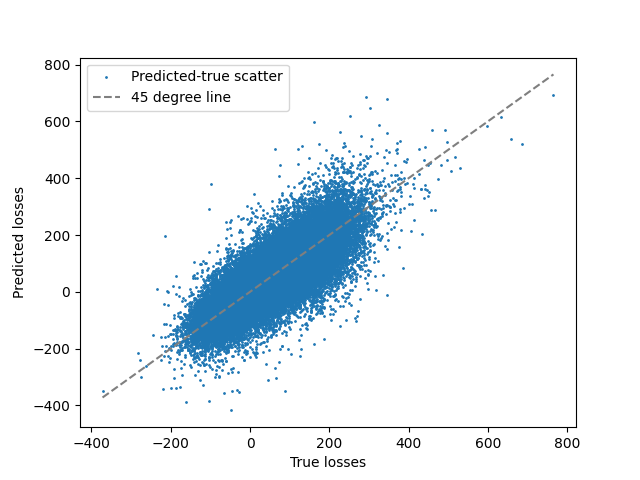 800
600
400
200
0
−200
−400
Predicted losses
Predicted-true scatter
45 degree line
−400 −200 0 200 400 600 800
True losses